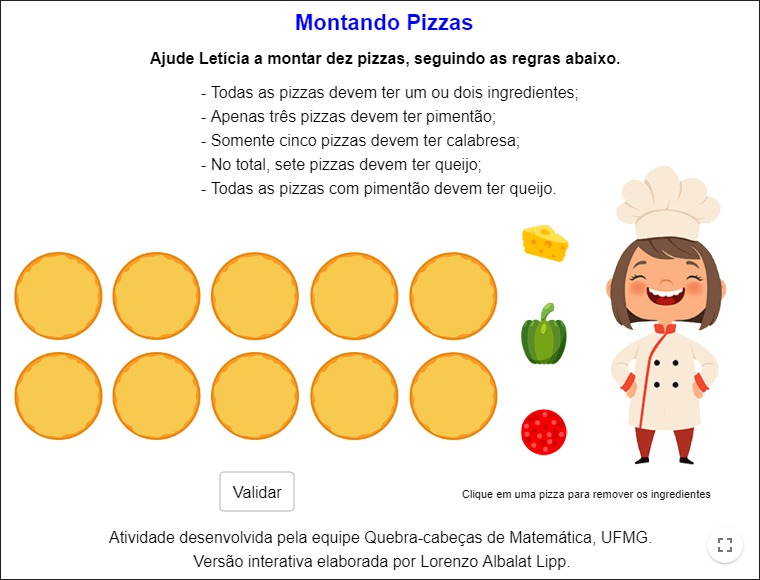 Montando Pizzas
Ajude Letícia a montar dez pizzas, seguindo as regras abaixo.
- Todas as pizzas devem ter um ou dois ingredientes;
- Apenas três pizzas devem ter pimentão;
- Somente cinco pizzas devem ter calabresa;
- No total, sete pizzas devem ter queijo;
- Todas as pizzas com pimentão devem ter queijo.
Validar
Clique em uma pizza para remover os ingredientes
Atividade desenvolvida pela equipe Quebra-cabeças de Matemática, UFMG.
Versão interativa elaborada por Lorenzo Albalat Lipp.